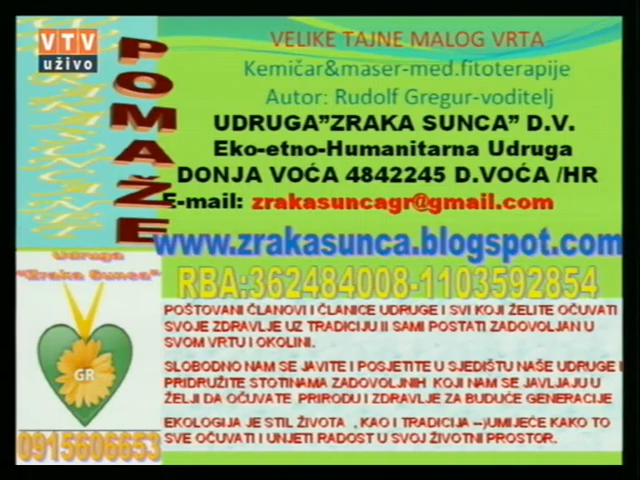 VTV
uživo
POMAŽE
VELIKE TAJNE MALOG VRTA
Kemičar&maser-med.fitoterapije
Autor: Rudolf Gregur-voditelj
UDRUGA”ZRAKA SUNCA” D.V.
Eko-etno-Humanitarna Udruga
DONJA VOĆA 4842245 D.VOĆA /HR
E-mail: zrakasuncagr@gmail.com
www.zrakasunca.blogspot.com
RBA:362484008-1103592854
Udruga
“Zraka Sunca”
GR
0915606653
POŠTOVANI ČLANOVI I ČLANICE UDRUGE I SVI KOJI ŽELITE OČUVATI
SVOJE ZDRAVLJE UZ TRADICIJU II SAMI POSTATI ZADOVOLJAN U
SVOM VRTU I OKOLINI.
SLOBODNO NAM SE JAVITE I POSJETITE U SJEDIŠTU NAŠE UDRUGE I
PRIDRUŽITE STOTINAMA ZADOVOLJNIH KOJI NAM SE JAVLJAJU U
ŽELJI DA OČUVATE PRIRODU I ZDRAVLJE ZA BUDUĆE GENERACIJE
EKOLOGIJA JE STIL ŽIVOTA , KAO I TRADICIJA --)UMIJEĆE KAKO TO
SVE OČUVATI I UNJETI RADOST U SVOJ ŽIVOTNI PROSTOR.